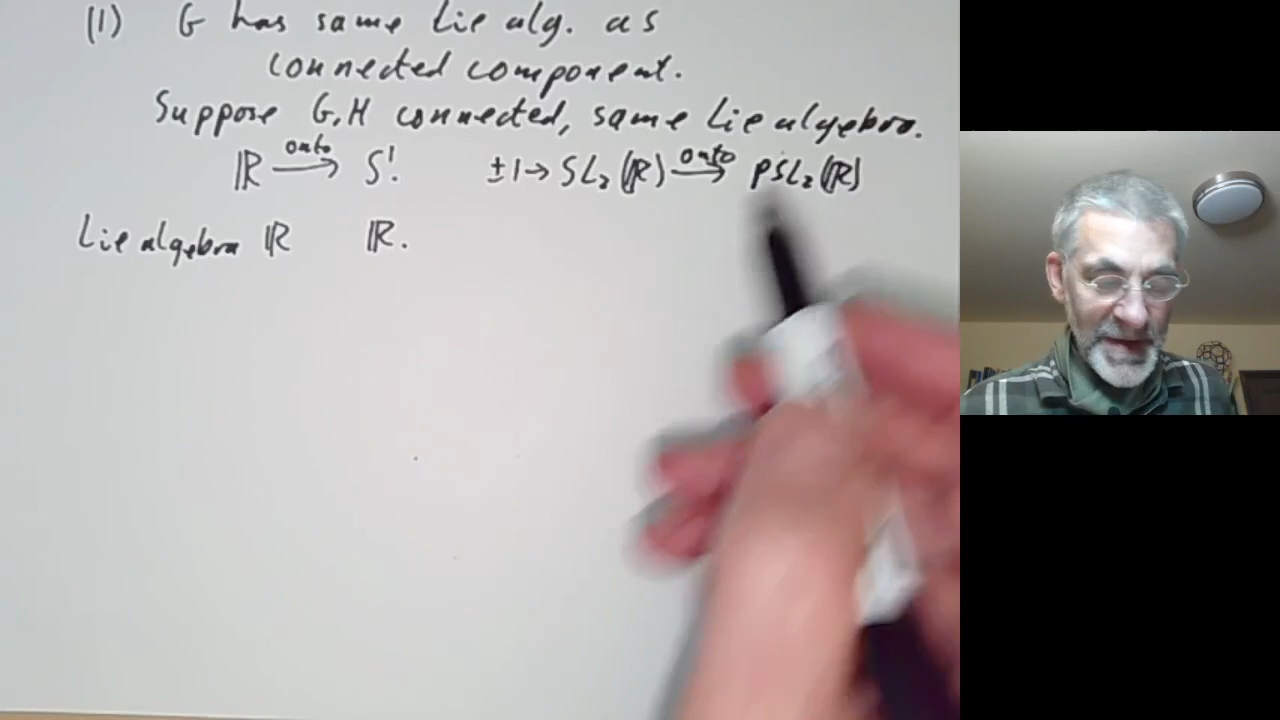 (1) G has same Lie alg. as
connected component.
Suppose G,H connected, same Lie algebra.
ℝ onto→ S¹. ±1→ SL₂(ℝ) onto→ PSL₂(ℝ)
Lie algebra ℝ ℝ.